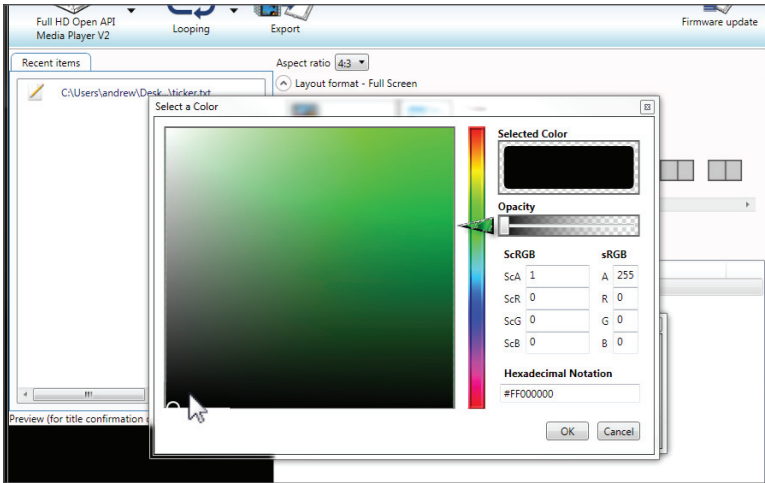 Full HD Open API
Media Player V2
Looping
Export
Firmware update
Recent items
Aspect ratio 4:3
Layout format - Full Screen
C:\Users\andrew\Desk...\ticker.txt
Select a Color
Selected Color
Opacity
ScRGB sRGB
ScA 1 A 255
ScR 0 R 0
ScG 0 G 0
ScB 0 B 0
Hexadecimal Notation
#FF000000
OK Cancel
Preview (for title confirmation